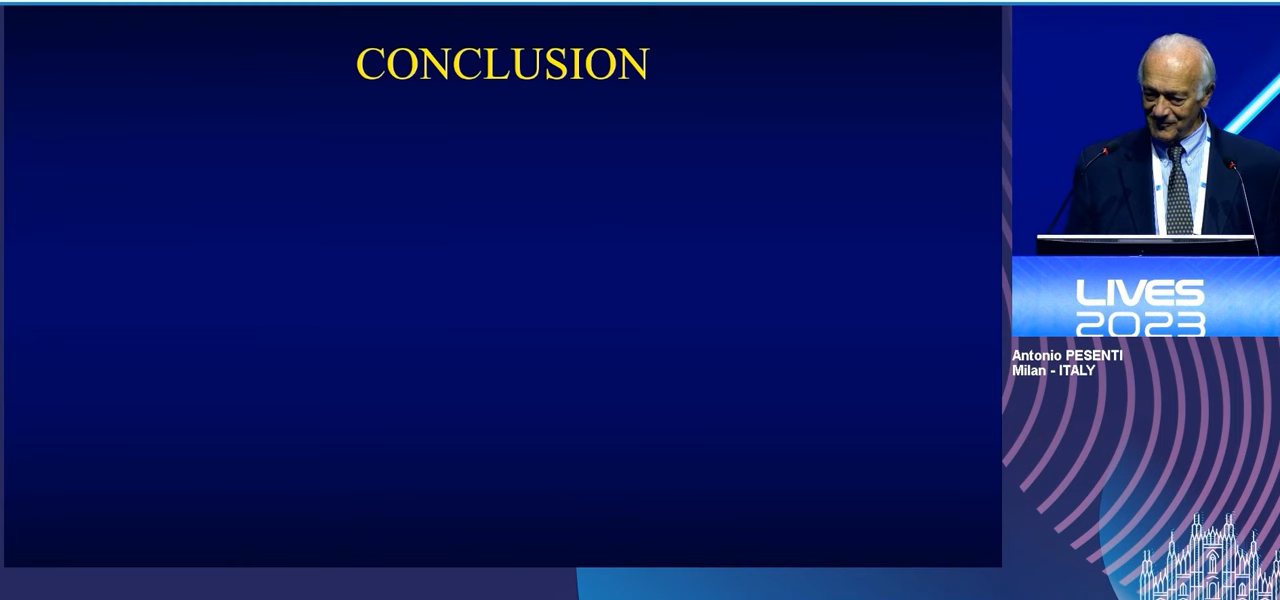 CONCLUSION
LIVES
2023
Antonio PESENTI
Milan - ITALY